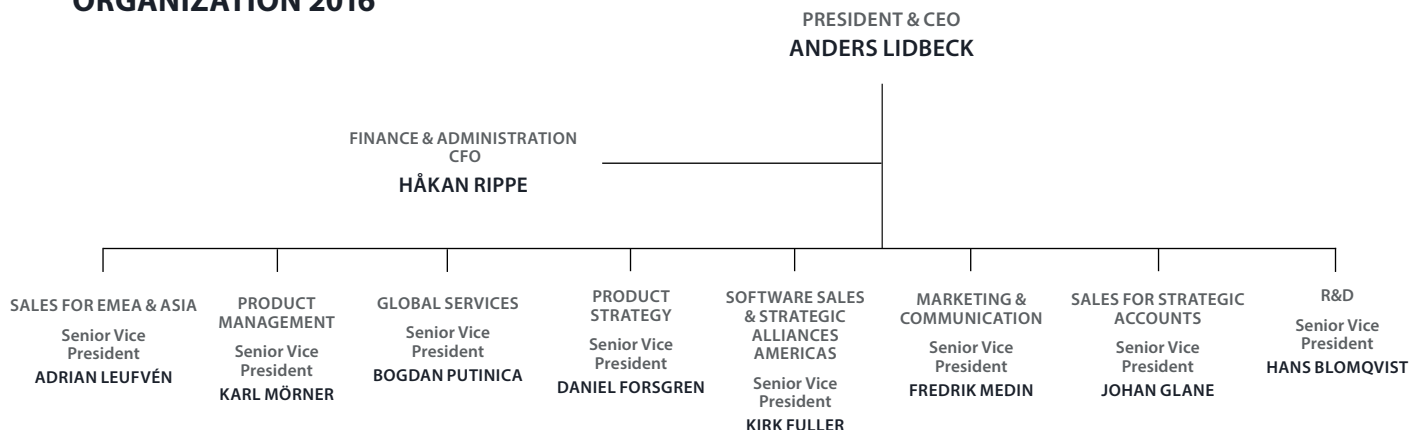 ORGANIZATION 2016
PRESIDENT & CEO
ANDERS LIDBECK
FINANCE & ADMINISTRATION
CFO
HÅKAN RIPPE
SALES FOR EMEA & ASIA
Senior Vice
President
ADRIAN LEUFVÉN
PRODUCT
MANAGEMENT
Senior Vice
President
KARL MÖRNER
GLOBAL SERVICES
Senior Vice
President
BOGDAN PUTINICA
PRODUCT
STRATEGY
Senior Vice
President
DANIEL FORSGREN
SOFTWARE SALES
& STRATEGIC
ALLIANCES
AMERICAS
Senior Vice
President
KIRK FULLER
MARKETING &
COMMUNICATION
Senior Vice
President
FREDRIK MEDIN
SALES FOR STRATEGIC
ACCOUNTS
Senior Vice
President
JOHAN GLANE
R&D
Senior Vice
President
HANS BLOMQVIST